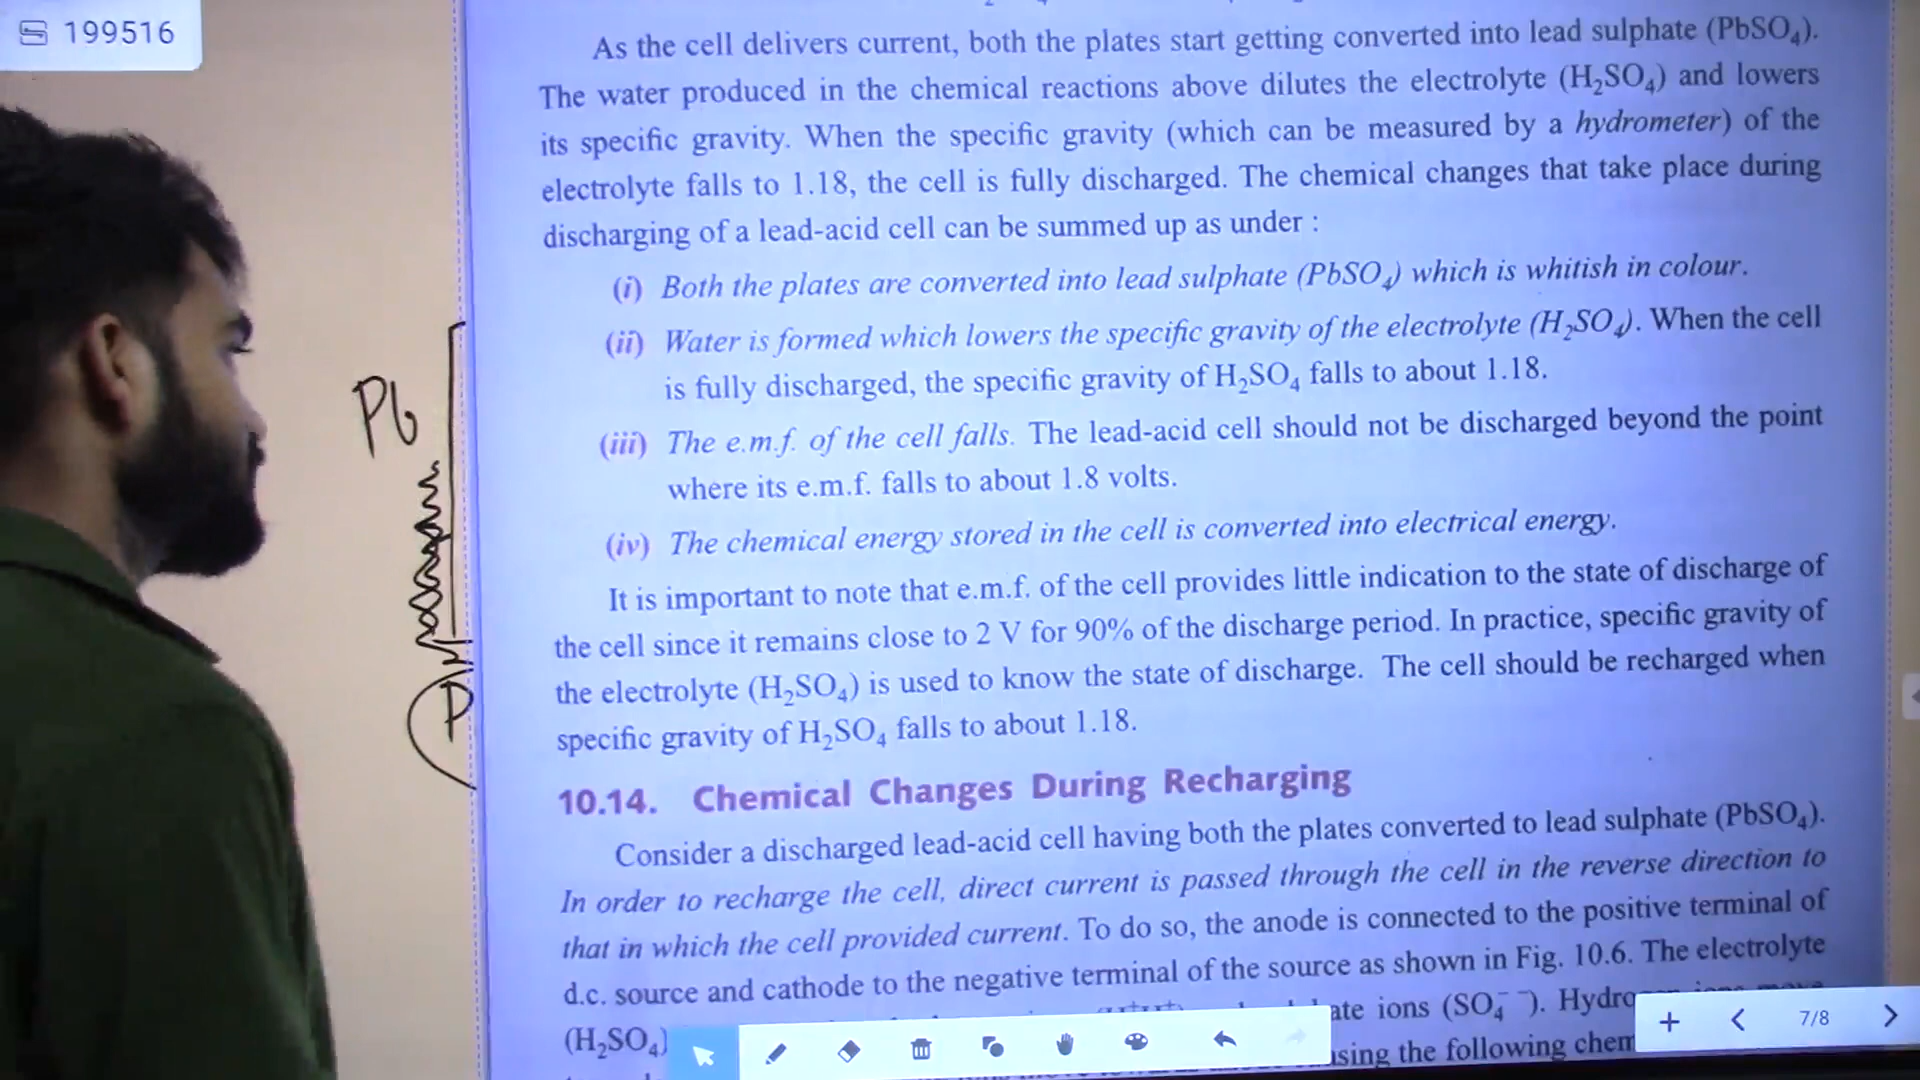 199516
As the cell delivers current, both the plates start getting converted into lead sulphate (PbSO₄).
The water produced in the chemical reactions above dilutes the electrolyte (H₂SO₄) and lowers
its specific gravity. When the specific gravity (which can be measured by a hydrometer) of the
electrolyte falls to 1.18, the cell is fully discharged. The chemical changes that take place during
discharging of a lead-acid cell can be summed up as under :
(i) Both the plates are converted into lead sulphate (PbSO₄) which is whitish in colour.
(ii) Water is formed which lowers the specific gravity of the electrolyte (H₂SO₄). When the cell
is fully discharged, the specific gravity of H₂SO₄ falls to about 1.18.
Pb
(iii) The e.m.f. of the cell falls. The lead-acid cell should not be discharged beyond the point
where its e.m.f. falls to about 1.8 volts.
(iv) The chemical energy stored in the cell is converted into electrical energy.
It is important to note that e.m.f. of the cell provides little indication to the state of discharge of
the cell since it remains close to 2 V for 90% of the discharge period. In practice, specific gravity of
the electrolyte (H₂SO₄) is used to know the state of discharge. The cell should be recharged when
specific gravity of H₂SO₄ falls to about 1.18.
10.14. Chemical Changes During Recharging
Consider a discharged lead-acid cell having both the plates converted to lead sulphate (PbSO₄).
In order to recharge the cell, direct current is passed through the cell in the reverse direction to
that in which the cell provided current. To do so, the anode is connected to the positive terminal of
d.c. source and cathode to the negative terminal of the source as shown in Fig. 10.6. The electrolyte
(H₂SO₄) ate ions (SO₄⁻ ⁻). Hydro
sing the following chem
7/8